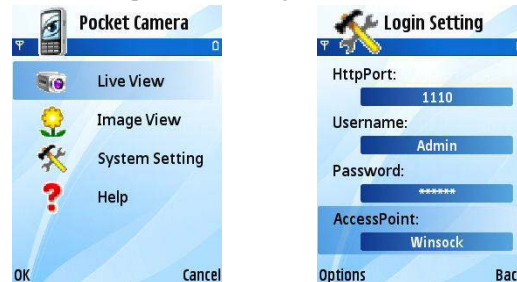 Pocket Camera
Live View
Image View
System Setting
Help
OK Cancel
Login Setting
HttpPort:
1110
Username:
Admin
Password:
******
AccessPoint:
Winsock
Options Bac